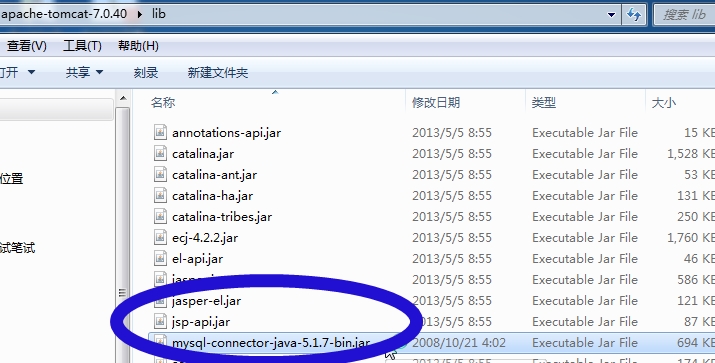 apache-tomcat-7.0.40 ▸ lib
搜索 lib
查看(V) 工具(T) 帮助(H)
打开 共享 刻录 新建文件夹
名称 修改日期 类型 大小
annotations-api.jar 2013/5/5 8:55 Executable Jar File 15 KB
catalina.jar 2013/5/5 8:55 Executable Jar File 1,528 KB
catalina-ant.jar 2013/5/5 8:55 Executable Jar File 53 KB
位置
catalina-ha.jar 2013/5/5 8:55 Executable Jar File 131 KB
catalina-tribes.jar 2013/5/5 8:55 Executable Jar File 250 KB
ecj-4.2.2.jar 2013/5/5 8:55 Executable Jar File 1,760 KB
试笔试
el-api.jar 2013/5/5 8:55 Executable Jar File 46 KB
2013/5/5 8:55 Executable Jar File 586 KB
jasper-el.jar 2013/5/5 8:55 Executable Jar File 121 KB
jsp-api.jar 2013/5/5 8:55 Executable Jar File 87 KB
mysql-connector-java-5.1.7-bin.jar 2008/10/21 4:02 Executable Jar File 694 KB